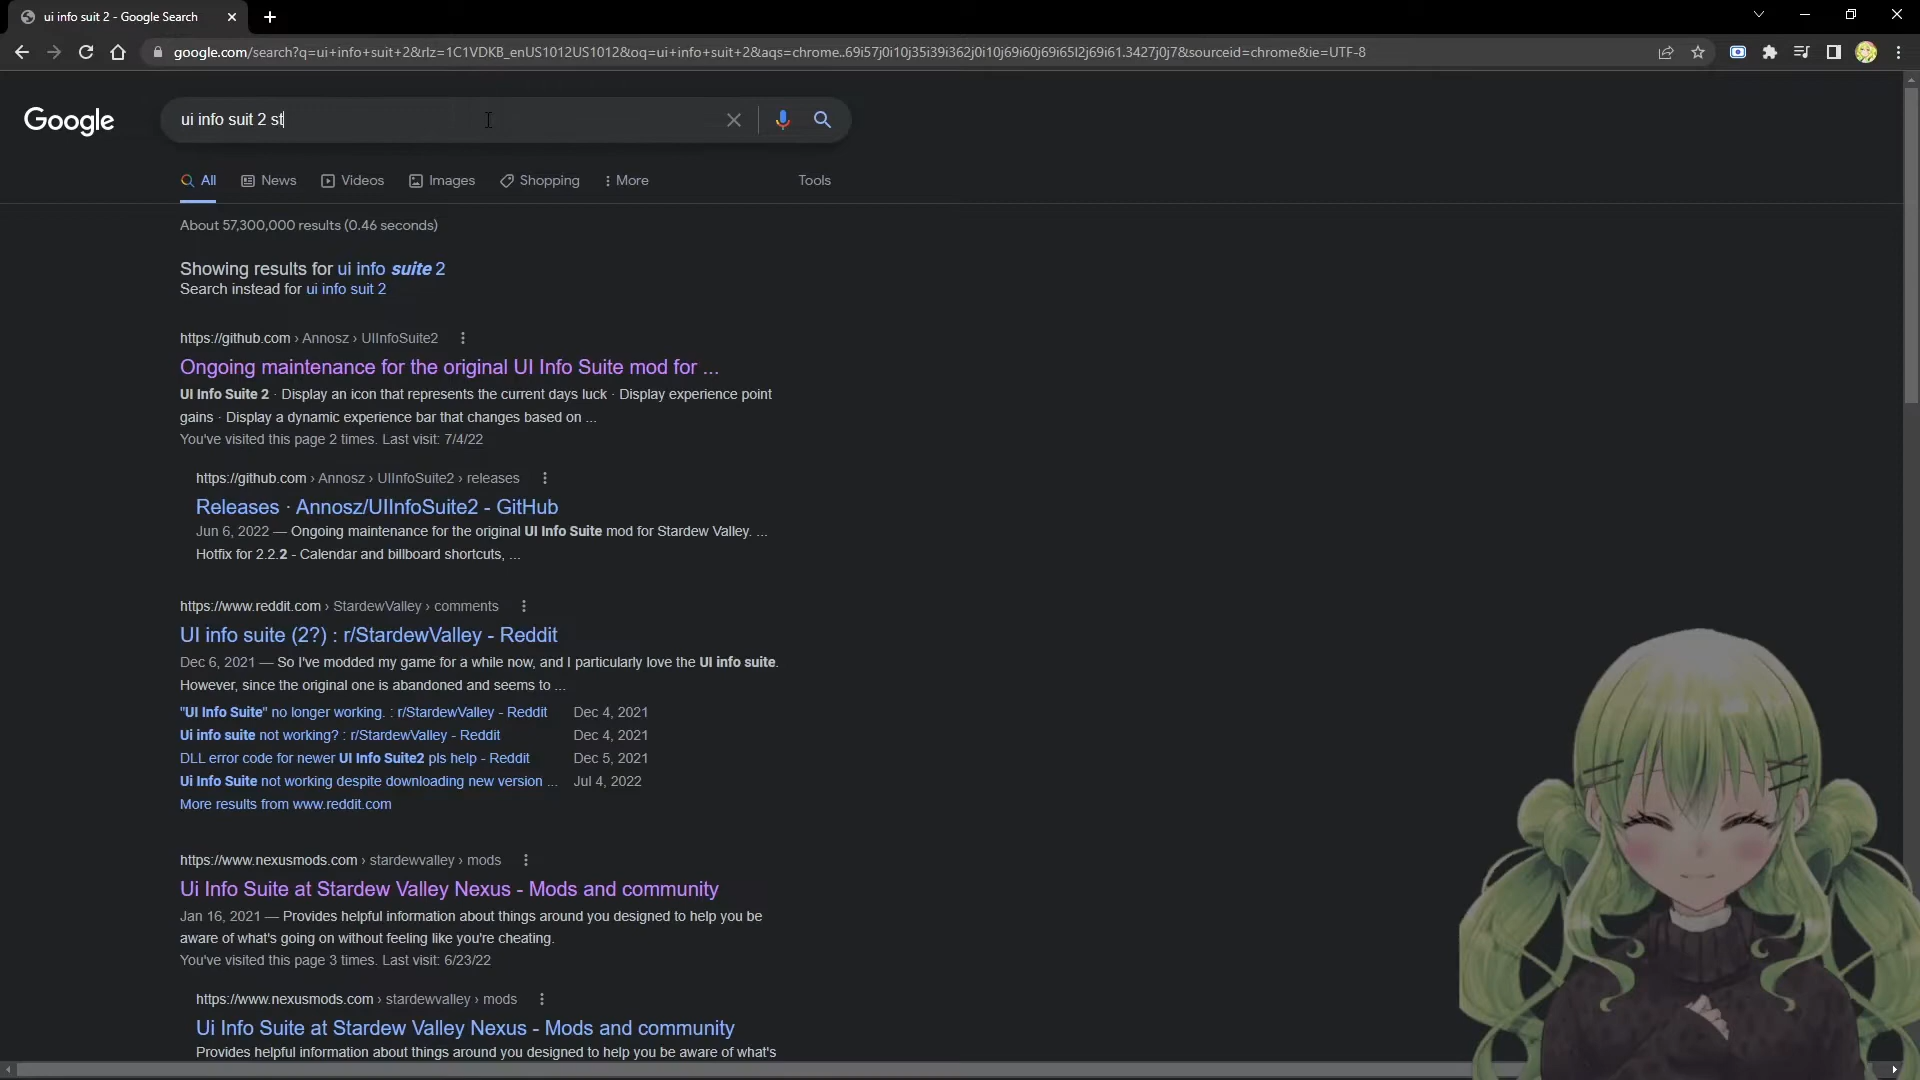 ui info suit 2 - Google Search
google.com/search?q=ui+info+suit+2&rlz=1C1VDKB_enUS1012US1012&oq=ui+info+suit+2&aqs=chrome..69i57j0i10j35i39i362j0i10j69i60j69i65l2j69i61.3427j0j7&sourceid=chrome&ie=UTF-8
Google
ui info suit 2 st
All
News
Videos
Images
Shopping
More
Tools
About 57,300,000 results (0.46 seconds)
Showing results for ui info suite 2
Search instead for ui info suit 2
https://github.com › Annosz › UIInfoSuite2
Ongoing maintenance for the original UI Info Suite mod for ...
UI Info Suite 2 · Display an icon that represents the current days luck · Display experience point
gains · Display a dynamic experience bar that changes based on ...
You've visited this page 2 times. Last visit: 7/4/22
https://github.com › Annosz › UIInfoSuite2 › releases
Releases · Annosz/UIInfoSuite2 - GitHub
Jun 6, 2022 — Ongoing maintenance for the original UI Info Suite mod for Stardew Valley. ...
Hotfix for 2.2.2 - Calendar and billboard shortcuts, ...
https://www.reddit.com › StardewValley › comments
UI info suite (2?) : r/StardewValley - Reddit
Dec 6, 2021 — So I've modded my game for a while now, and I particularly love the UI info suite.
However, since the original one is abandoned and seems to ...
"UI Info Suite" no longer working. : r/StardewValley - Reddit Dec 4, 2021
Ui info suite not working? : r/StardewValley - Reddit Dec 4, 2021
DLL error code for newer UI Info Suite2 pls help - Reddit Dec 5, 2021
Ui Info Suite not working despite downloading new version ... Jul 4, 2022
More results from www.reddit.com
https://www.nexusmods.com › stardewvalley › mods
Ui Info Suite at Stardew Valley Nexus - Mods and community
Jan 16, 2021 — Provides helpful information about things around you designed to help you be
aware of what's going on without feeling like you're cheating.
You've visited this page 3 times. Last visit: 6/23/22
https://www.nexusmods.com › stardewvalley › mods
Ui Info Suite at Stardew Valley Nexus - Mods and community
Provides helpful information about things around you designed to help you be aware of what's